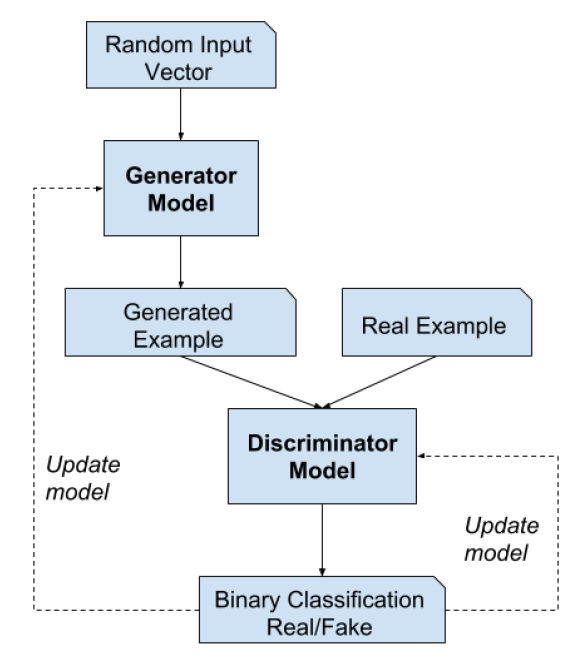 Random Input
Vector
Generator
Model
Generated
Example
Real Example
Discriminator
Model
Update
model
Update
model
Binary Classification
Real/Fake